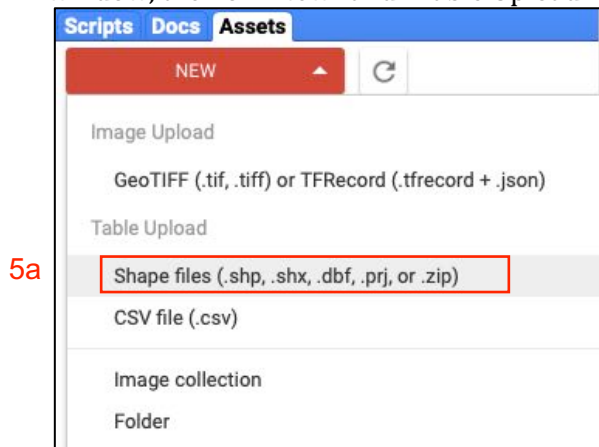 Scripts Docs Assets
NEW
Image Upload
GeoTIFF (.tif, .tiff) or TFRecord (.tfrecord + .json)
Table Upload
5a Shape files (.shp, .shx, .dbf, .prj, or .zip)
CSV file (.csv)
Image collection
Folder